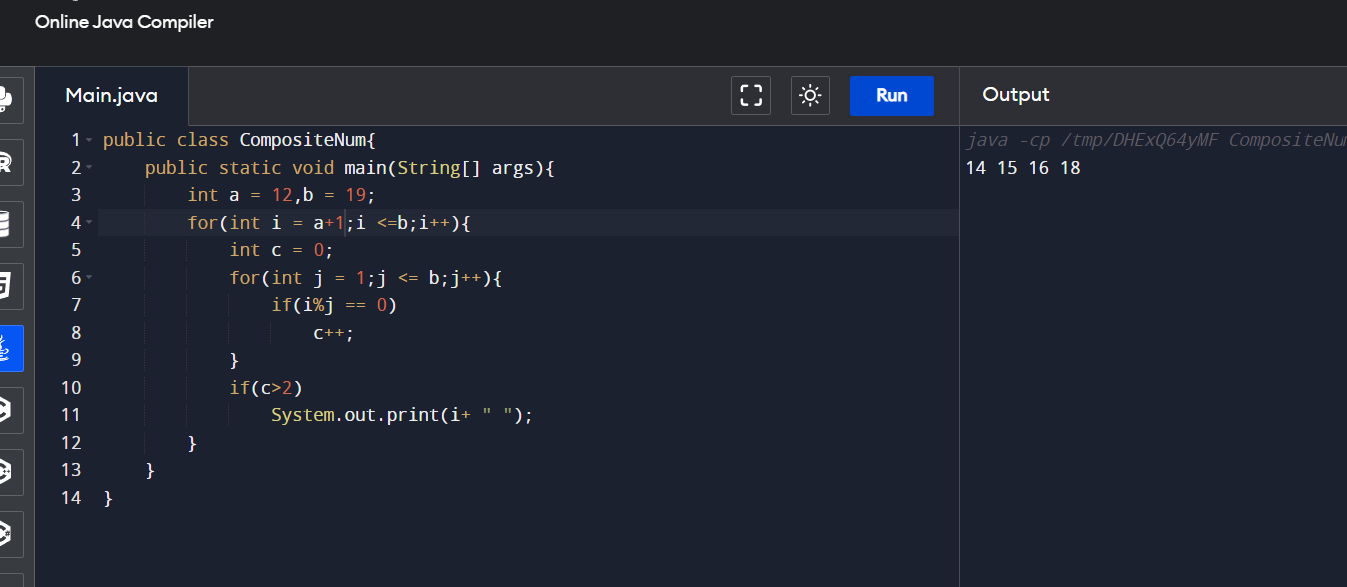 Online Java Compiler
Main.java
Run
Output
1 public class CompositeNum{
2     public static void main(String[] args){
3         int a = 12,b = 19;
4         for(int i = a+1;i <=b;i++){
5             int c = 0;
6             for(int j = 1;j <= b;j++){
7                 if(i%j == 0)
8                     c++;
9             }
10             if(c>2)
11                 System.out.print(i+ " ");
12         }
13     }
14 }
java -cp /tmp/DHExQ64yMF CompositeNu
14 15 16 18